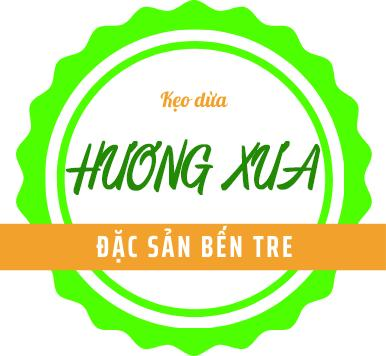 Kẹo dừa
HƯƠNG XƯA
ĐẶC SẢN BẾN TRE